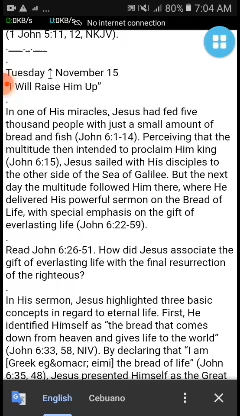 0:0KB/s U:0KB/s No internet connection 80% 7:04 AM
(1 John 5:11, 12, NKJV).
.
.___.____
.
Tuesday ↑ November 15
"I Will Raise Him Up"
.
In one of His miracles, Jesus had fed five
thousand people with just a small amount of
bread and fish (John 6:1-14). Perceiving that the
multitude then intended to proclaim Him king
(John 6:15), Jesus sailed with His disciples to
the other side of the Sea of Galilee. But the next
day the multitude followed Him there, where He
delivered His powerful sermon on the Bread of
Life, with special emphasis on the gift of
everlasting life (John 6:22-59).
.
Read John 6:26-51. How did Jesus associate the
gift of everlasting life with the final resurrection
of the righteous?
.
In His sermon, Jesus highlighted three basic
concepts in regard to eternal life. First, He
identified Himself as “the bread that comes
down from heaven and gives life to the world”
(John 6:33, 58, NIV). By declaring that “I am
[Greek eg&omacr; eimi] the bread of life” (John
6:35, 48), Jesus presented Himself as the Great
English Cebuano